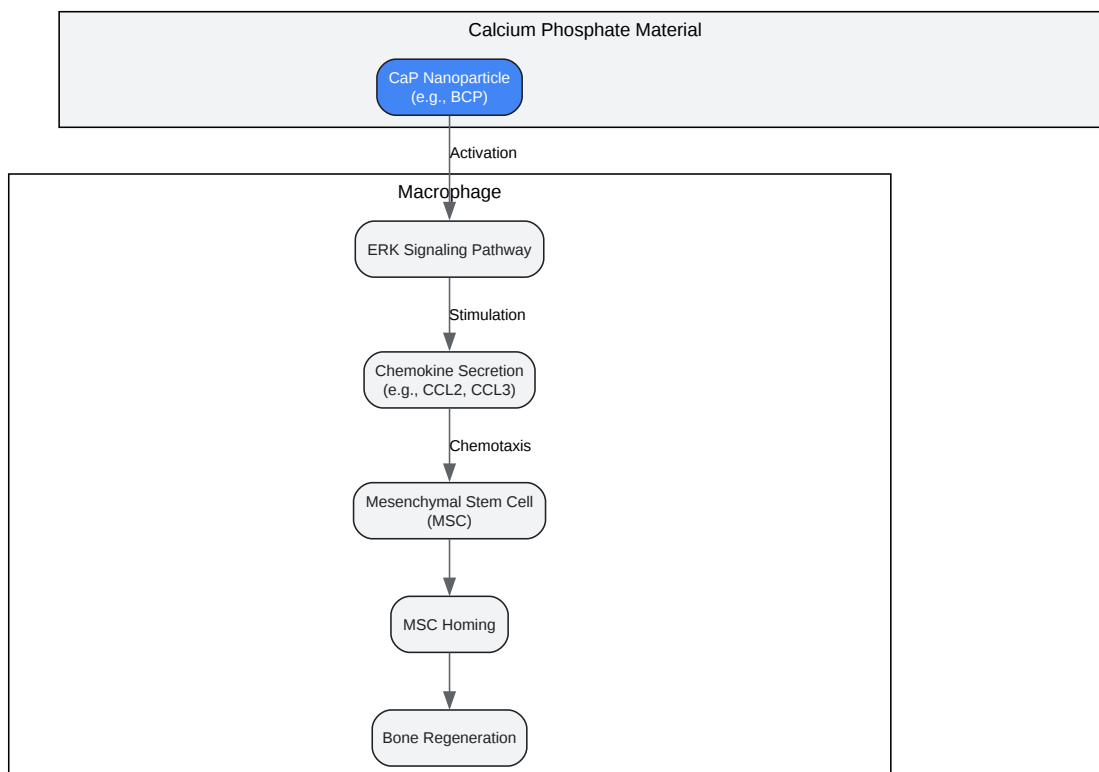 Calcium Phosphate Material
CaP Nanoparticle
(e.g., BCP)
Activation
Macrophage
ERK Signaling Pathway
Stimulation
Chemokine Secretion
(e.g., CCL2, CCL3)
Chemotaxis
Mesenchymal Stem Cell
(MSC)
MSC Homing
Bone Regeneration